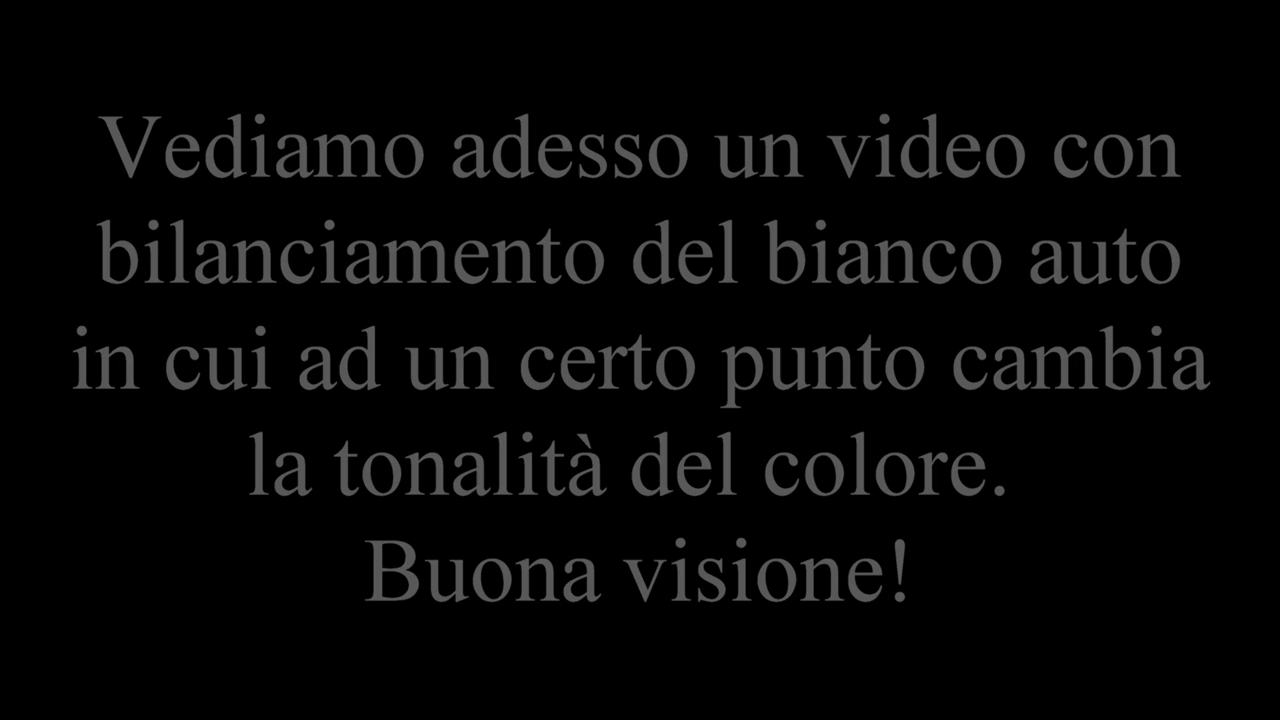 Vediamo adesso un video con
bilanciamento del bianco auto
in cui ad un certo punto cambia
la tonalità del colore.
Buona visione!